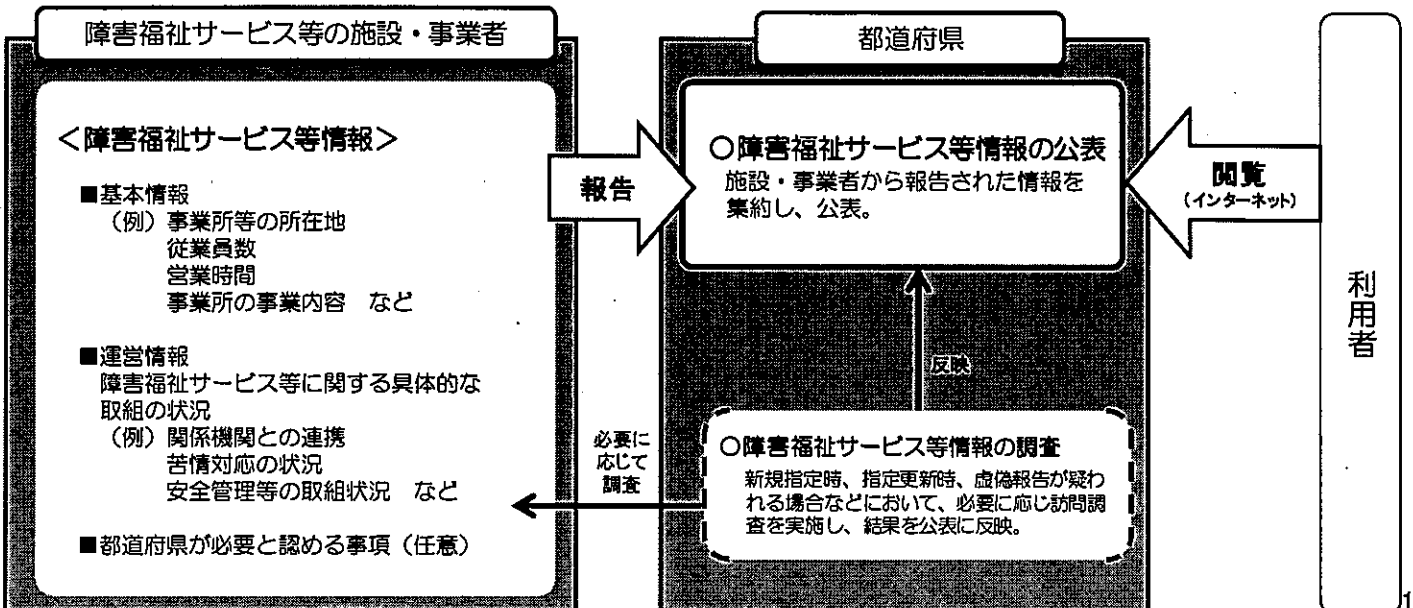 障害福祉サービス等の施設・事業者
＜障害福祉サービス等情報＞
■基本情報
（例）事業所等の所在地
従業員数
営業時間
事業所の事業内容　など
■運営情報
障害福祉サービス等に関する具体的な
取組の状況
（例）関係機関との連携
苦情対応の状況
安全管理等の取組状況　など
■都道府県が必要と認める事項（任意）
報告
必要に
応じて
調査
都道府県
○障害福祉サービス等情報の公表
施設・事業者から報告された情報を
集約し、公表。
反映
○障害福祉サービス等情報の調査
新規指定時、指定更新時、虚偽報告が疑わ
れる場合などにおいて、必要に応じ訪問調
査を実施し、結果を公表に反映。
閲覧
（インターネット）
利用者
1